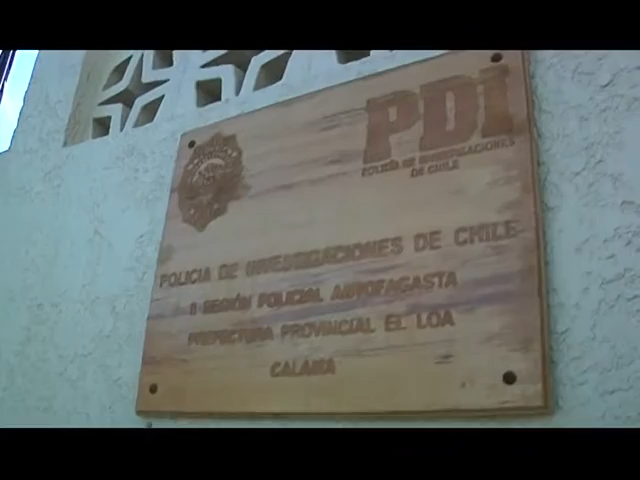 PDI
POLICIA DE INVESTIGACIONES
DE CHILE
POLICIA DE INVESTIGACIONES DE CHILE
II REGIÓN POLICIAL ANTOFAGASTA
PREFECTURA PROVINCIAL EL LOA
CALAMA